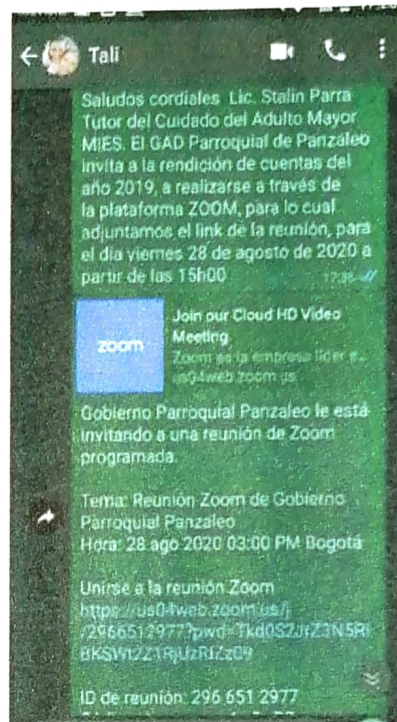 Tali
Saludos cordiales Lic. Stalin Parra
Tutor del Cuidado del Adulto Mayor
MIES. El GAD Parroquial de Panzaleo
invita a la rendición de cuentas del
año 2019, a realizarse a través de
la plataforma ZOOM, para lo cual
adjuntamos el link de la reunión, para
el día viernes 28 de agosto de 2020 a
partir de las 15h00
17:38
zoom
Join our Cloud HD Video
Meeting
Zoom es la empresa líder e...
us04web.zoom.us
Gobierno Parroquial Panzaleo le está
invitando a una reunión de Zoom
programada.
Tema: Reunión Zoom de Gobierno
Parroquial Panzaleo
Hora: 28 ago 2020 03:00 PM Bogotá
Unirse a la reunión Zoom
https://us04web.zoom.us/j
ID de reunión: 296 651 2977